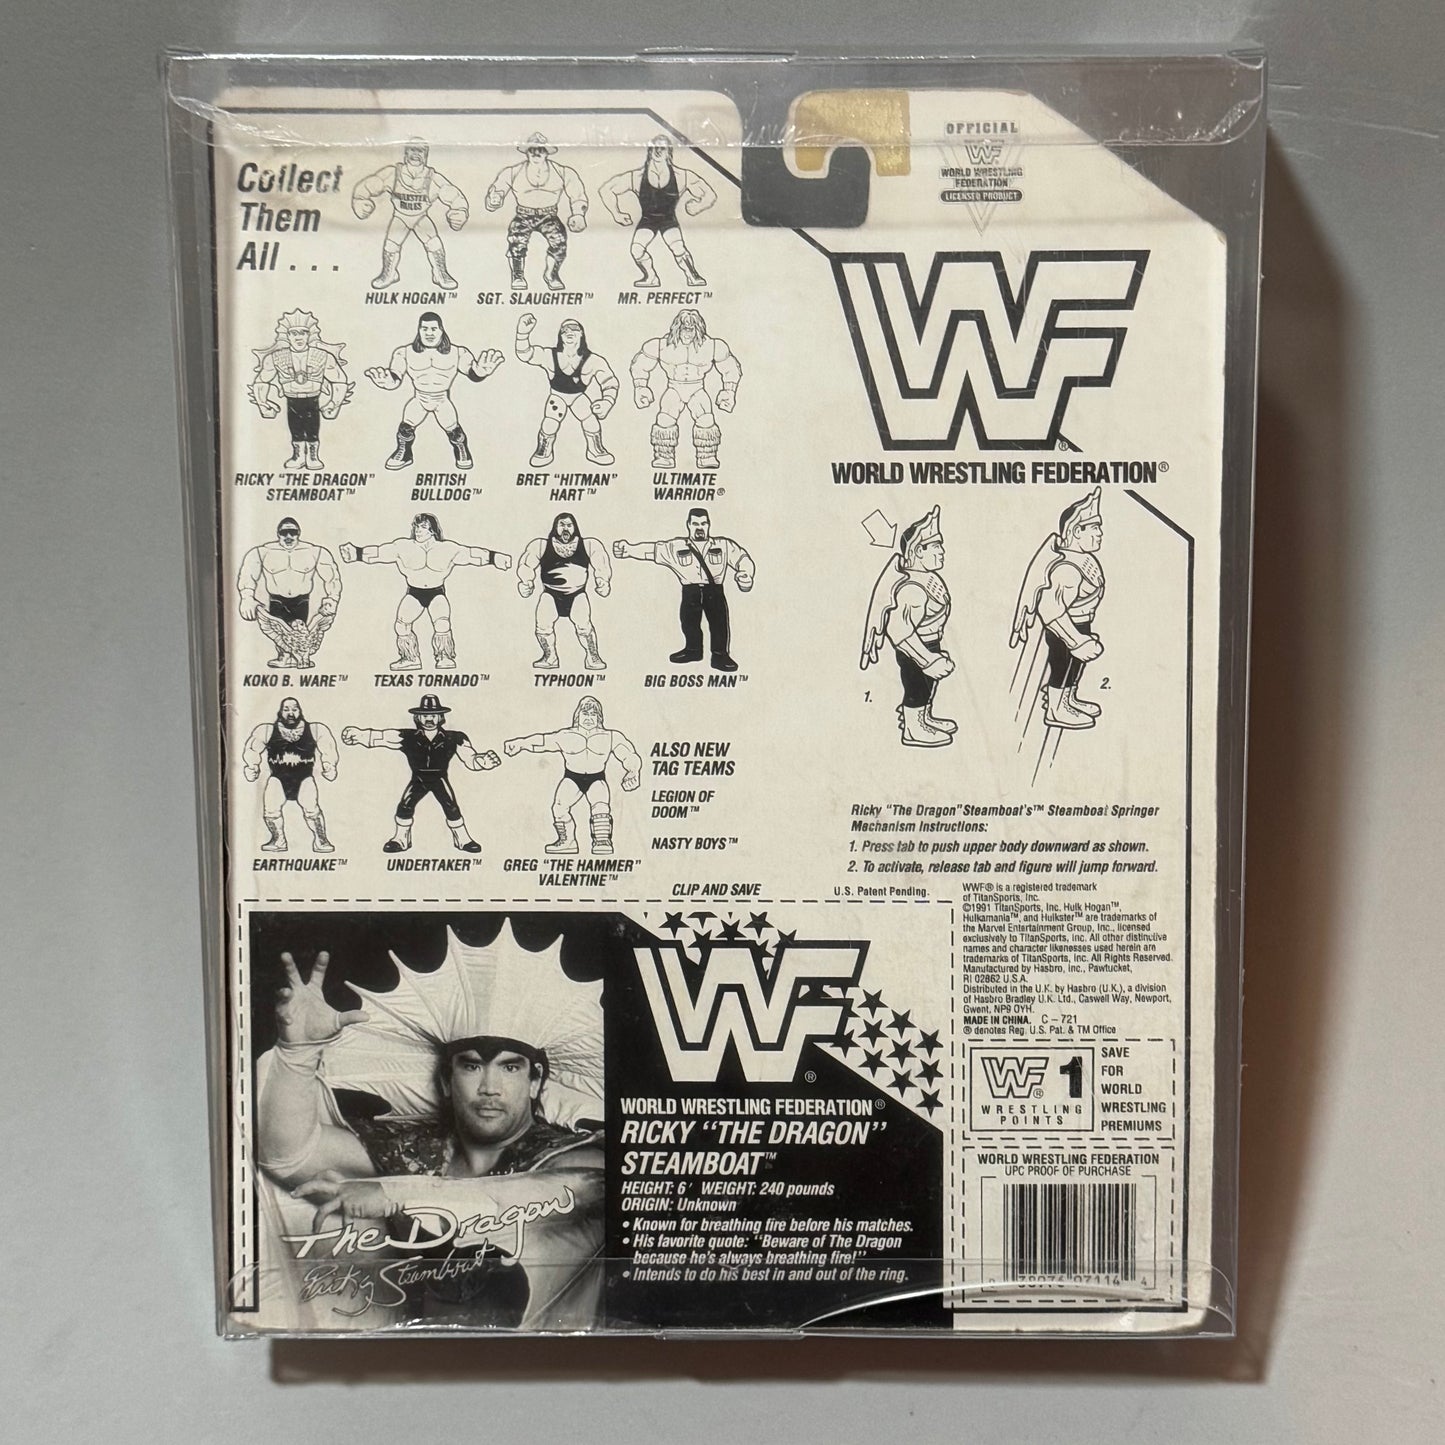 Collect
Them
All . . .
HULKSTER
RULES
HULK HOGAN™
SGT. SLAUGHTER™
MR. PERFECT™
RICKY "THE DRAGON"
STEAMBOAT™
BRITISH
BULLDOG™
BRET "HITMAN"
HART™
ULTIMATE
WARRIOR®
KOKO B. WARE™
TEXAS TORNADO™
TYPHOON™
BIG BOSS MAN™
EARTHQUAKE™
UNDERTAKER™
GREG "THE HAMMER"
VALENTINE™
ALSO NEW
TAG TEAMS
LEGION OF
DOOM™
NASTY BOYS™
OFFICIAL
WF
WORLD WRESTLING
FEDERATION
LICENSED PRODUCT
WF®
WORLD WRESTLING FEDERATION®
1.
2.
Ricky "The Dragon" Steamboat's™ Steamboat Springer
Mechanism Instructions:
1. Press tab to push upper body downward as shown.
2. To activate, release tab and figure will jump forward.
CLIP AND SAVE
U.S. Patent Pending.
WWF® is a registered trademark
of TitanSports, Inc.
©1991 TitanSports, Inc. Hulk Hogan™,
Hulkamania™, and Hulkster™ are trademarks of
the Marvel Entertainment Group, Inc., licensed
exclusively to TitanSports, Inc. All other distinctive
names and character likenesses used herein are
trademarks of TitanSports, Inc. All Rights Reserved.
Manufactured by Hasbro, Inc., Pawtucket,
RI 02862 U.S.A.
Distributed in the U.K. by Hasbro (U.K.), a division
of Hasbro Bradley U.K. Ltd., Caswell Way, Newport,
Gwent, NP9 0YH.
MADE IN CHINA. C – 721
® denotes Reg. U.S. Pat. & TM Office
WF®
WORLD WRESTLING FEDERATION®
RICKY "THE DRAGON"
STEAMBOAT™
HEIGHT: 6' WEIGHT: 240 pounds
ORIGIN: Unknown
• Known for breathing fire before his matches.
• His favorite quote: "Beware of The Dragon
because he's always breathing fire!"
• Intends to do his best in and out of the ring.
The Dragon
Ricky Steamboat
WF® 1
WRESTLING
POINTS
SAVE
FOR
WORLD
WRESTLING
PREMIUMS
WORLD WRESTLING FEDERATION
UPC PROOF OF PURCHASE
0 38976 97114 4